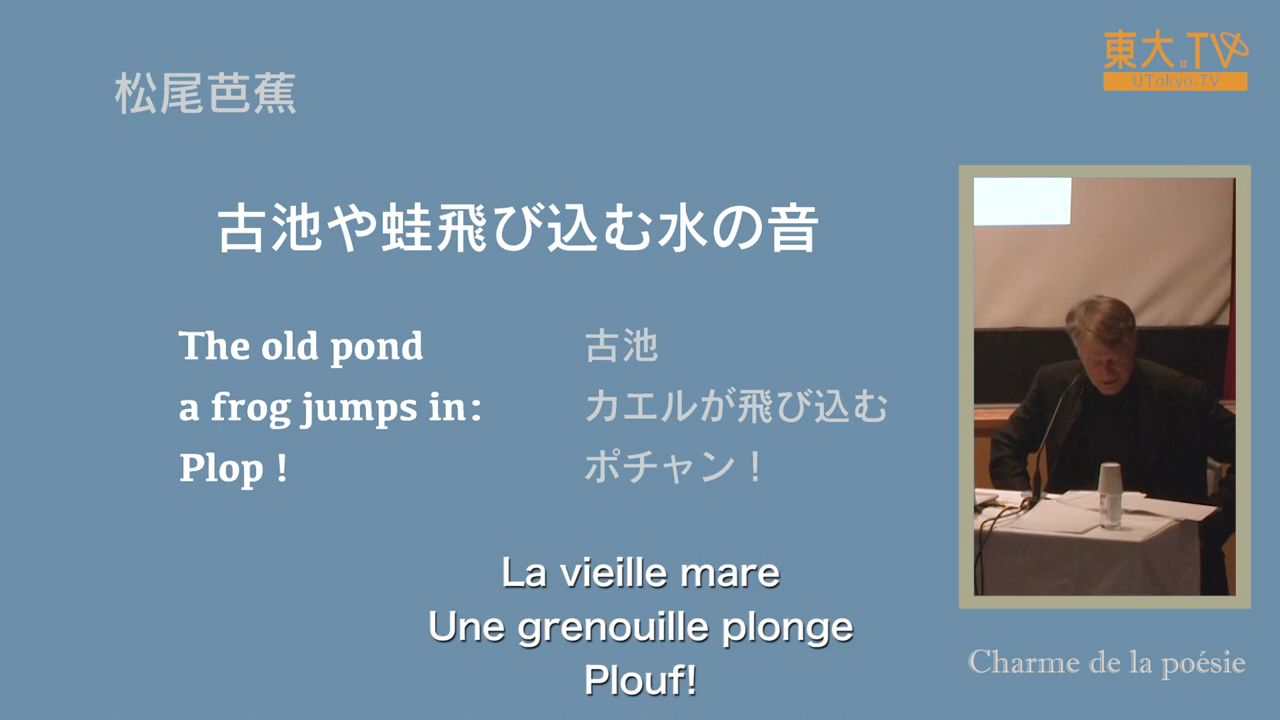 東大.TV
UTokyo.TV
松尾芭蕉
古池や蛙飛び込む水の音
The old pond
a frog jumps in:
Plop !
古池
カエルが飛び込む
ポチャン！
La vieille mare
Une grenouille plonge
Plouf!
Charme de la poésie